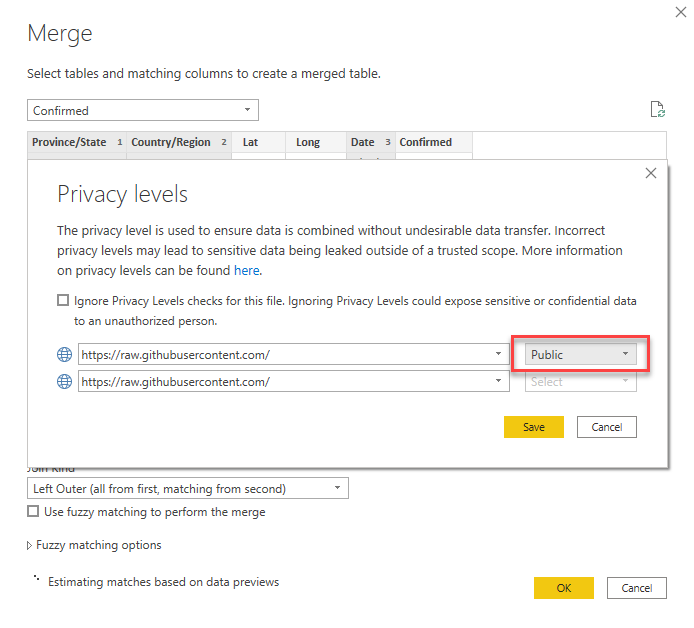 Merge
Select tables and matching columns to create a merged table.
Confirmed
Province/State 1 Country/Region 2 Lat Long Date 3 Confirmed
Privacy levels
The privacy level is used to ensure data is combined without undesirable data transfer. Incorrect
privacy levels may lead to sensitive data being leaked outside of a trusted scope. More information
on privacy levels can be found here.
Ignore Privacy Levels checks for this file. Ignoring Privacy Levels could expose sensitive or confidential data
to an unauthorized person.
https://raw.githubusercontent.com/ Public
https://raw.githubusercontent.com/ Select
Save Cancel
Join Kind
Left Outer (all from first, matching from second)
Use fuzzy matching to perform the merge
Fuzzy matching options
Estimating matches based on data previews
OK Cancel